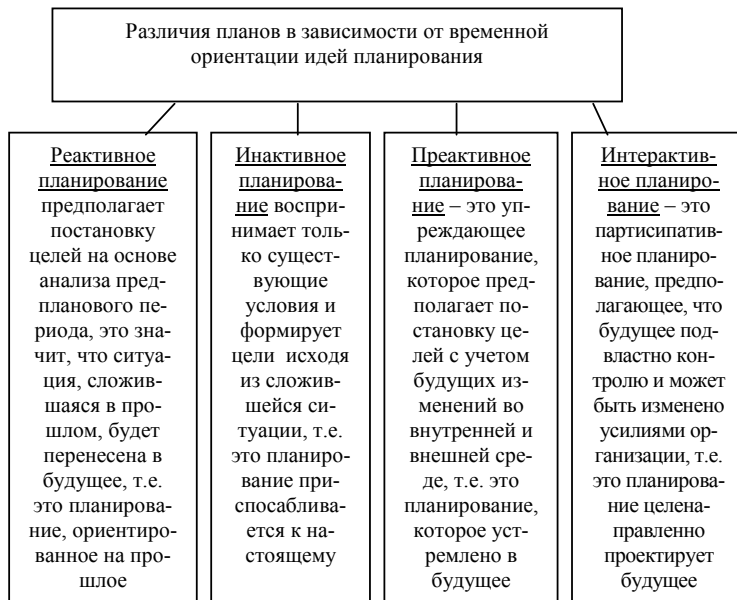 Различия планов в зависимости от временной
ориентации идей планирования
Реактивное
планирование
предполагает
постановку
целей на основе
анализа пред-
планового пе-
риода, это зна-
чит, что ситуа-
ция, сложив-
шаяся в про-
шлом, будет
перенесена в
будущее, т.е.
это планирова-
ние, ориентиро-
ванное на про-
шлое
Инактивное
планирова-
ние воспри-
нимает толь-
ко сущест-
вующие
условия и
формирует
цели исходя
из сложив-
шейся си-
туации, т.е.
это планиро-
вание при-
спосаблива-
ется к на-
стоящему
Преактивное
планирова-
ние – это уп-
реждающее
планирование,
которое пред-
полагает по-
становку це-
лей с учетом
будущих из-
менений во
внутренней и
внешней сре-
де, т.е. это
планирование,
которое уст-
ремлено в
будущее
Интерактив-
ное планиро-
вание – это
партисипатив-
ное планиро-
вание, предпо-
лагающее, что
будущее под-
властно кон-
тролю и может
быть изменено
усилиями ор-
ганизации, т.е.
это планирова-
ние целена-
правленно
проектирует
будущее